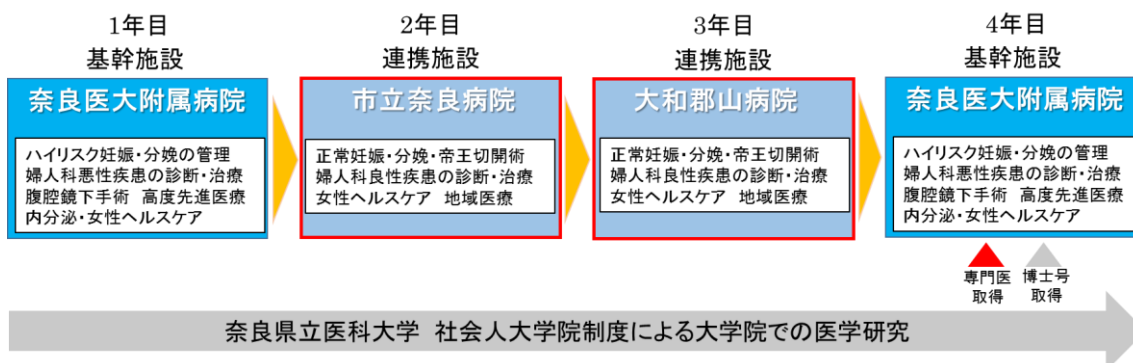 1年目
基幹施設
奈良医大附属病院
ハイリスク妊娠・分娩の管理
婦人科悪性疾患の診断・治療
腹腔鏡下手術 高度先進医療
内分泌・女性ヘルスケア
2年目
連携施設
市立奈良病院
正常妊娠・分娩・帝王切開術
婦人科良性疾患の診断・治療
女性ヘルスケア 地域医療
3年目
連携施設
大和郡山病院
正常妊娠・分娩・帝王切開術
婦人科良性疾患の診断・治療
女性ヘルスケア 地域医療
4年目
基幹施設
奈良医大附属病院
ハイリスク妊娠・分娩の管理
婦人科悪性疾患の診断・治療
腹腔鏡下手術 高度先進医療
内分泌・女性ヘルスケア
専門医
取得
博士号
取得
奈良県立医科大学 社会人大学院制度による大学院での医学研究